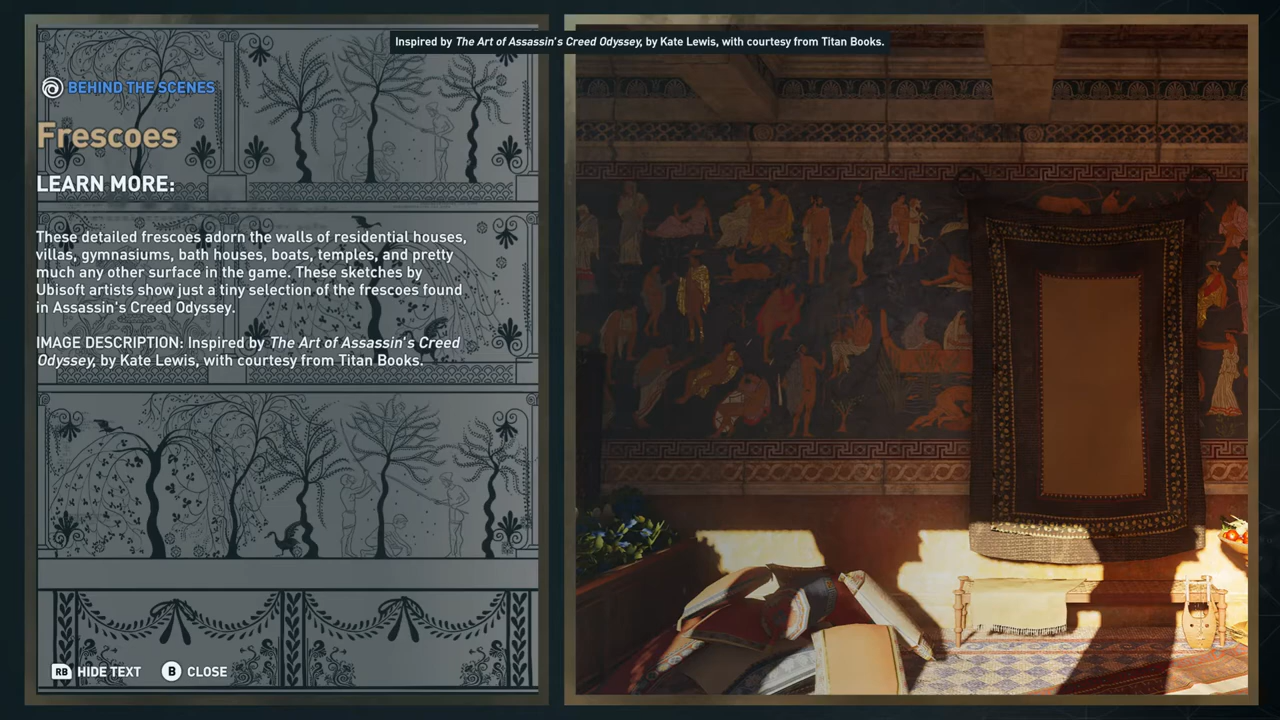 Inspired by The Art of Assassin's Creed Odyssey, by Kate Lewis, with courtesy from Titan Books.
BEHIND THE SCENES
Frescoes
LEARN MORE:
These detailed frescoes adorn the walls of residential houses,
villas, gymnasiums, bath houses, boats, temples, and pretty
much any other surface in the game. These sketches by
Ubisoft artists show just a tiny selection of the frescoes found
in Assassin's Creed Odyssey.
IMAGE DESCRIPTION: Inspired by The Art of Assassin's Creed
Odyssey, by Kate Lewis, with courtesy from Titan Books.
RB HIDE TEXT B CLOSE